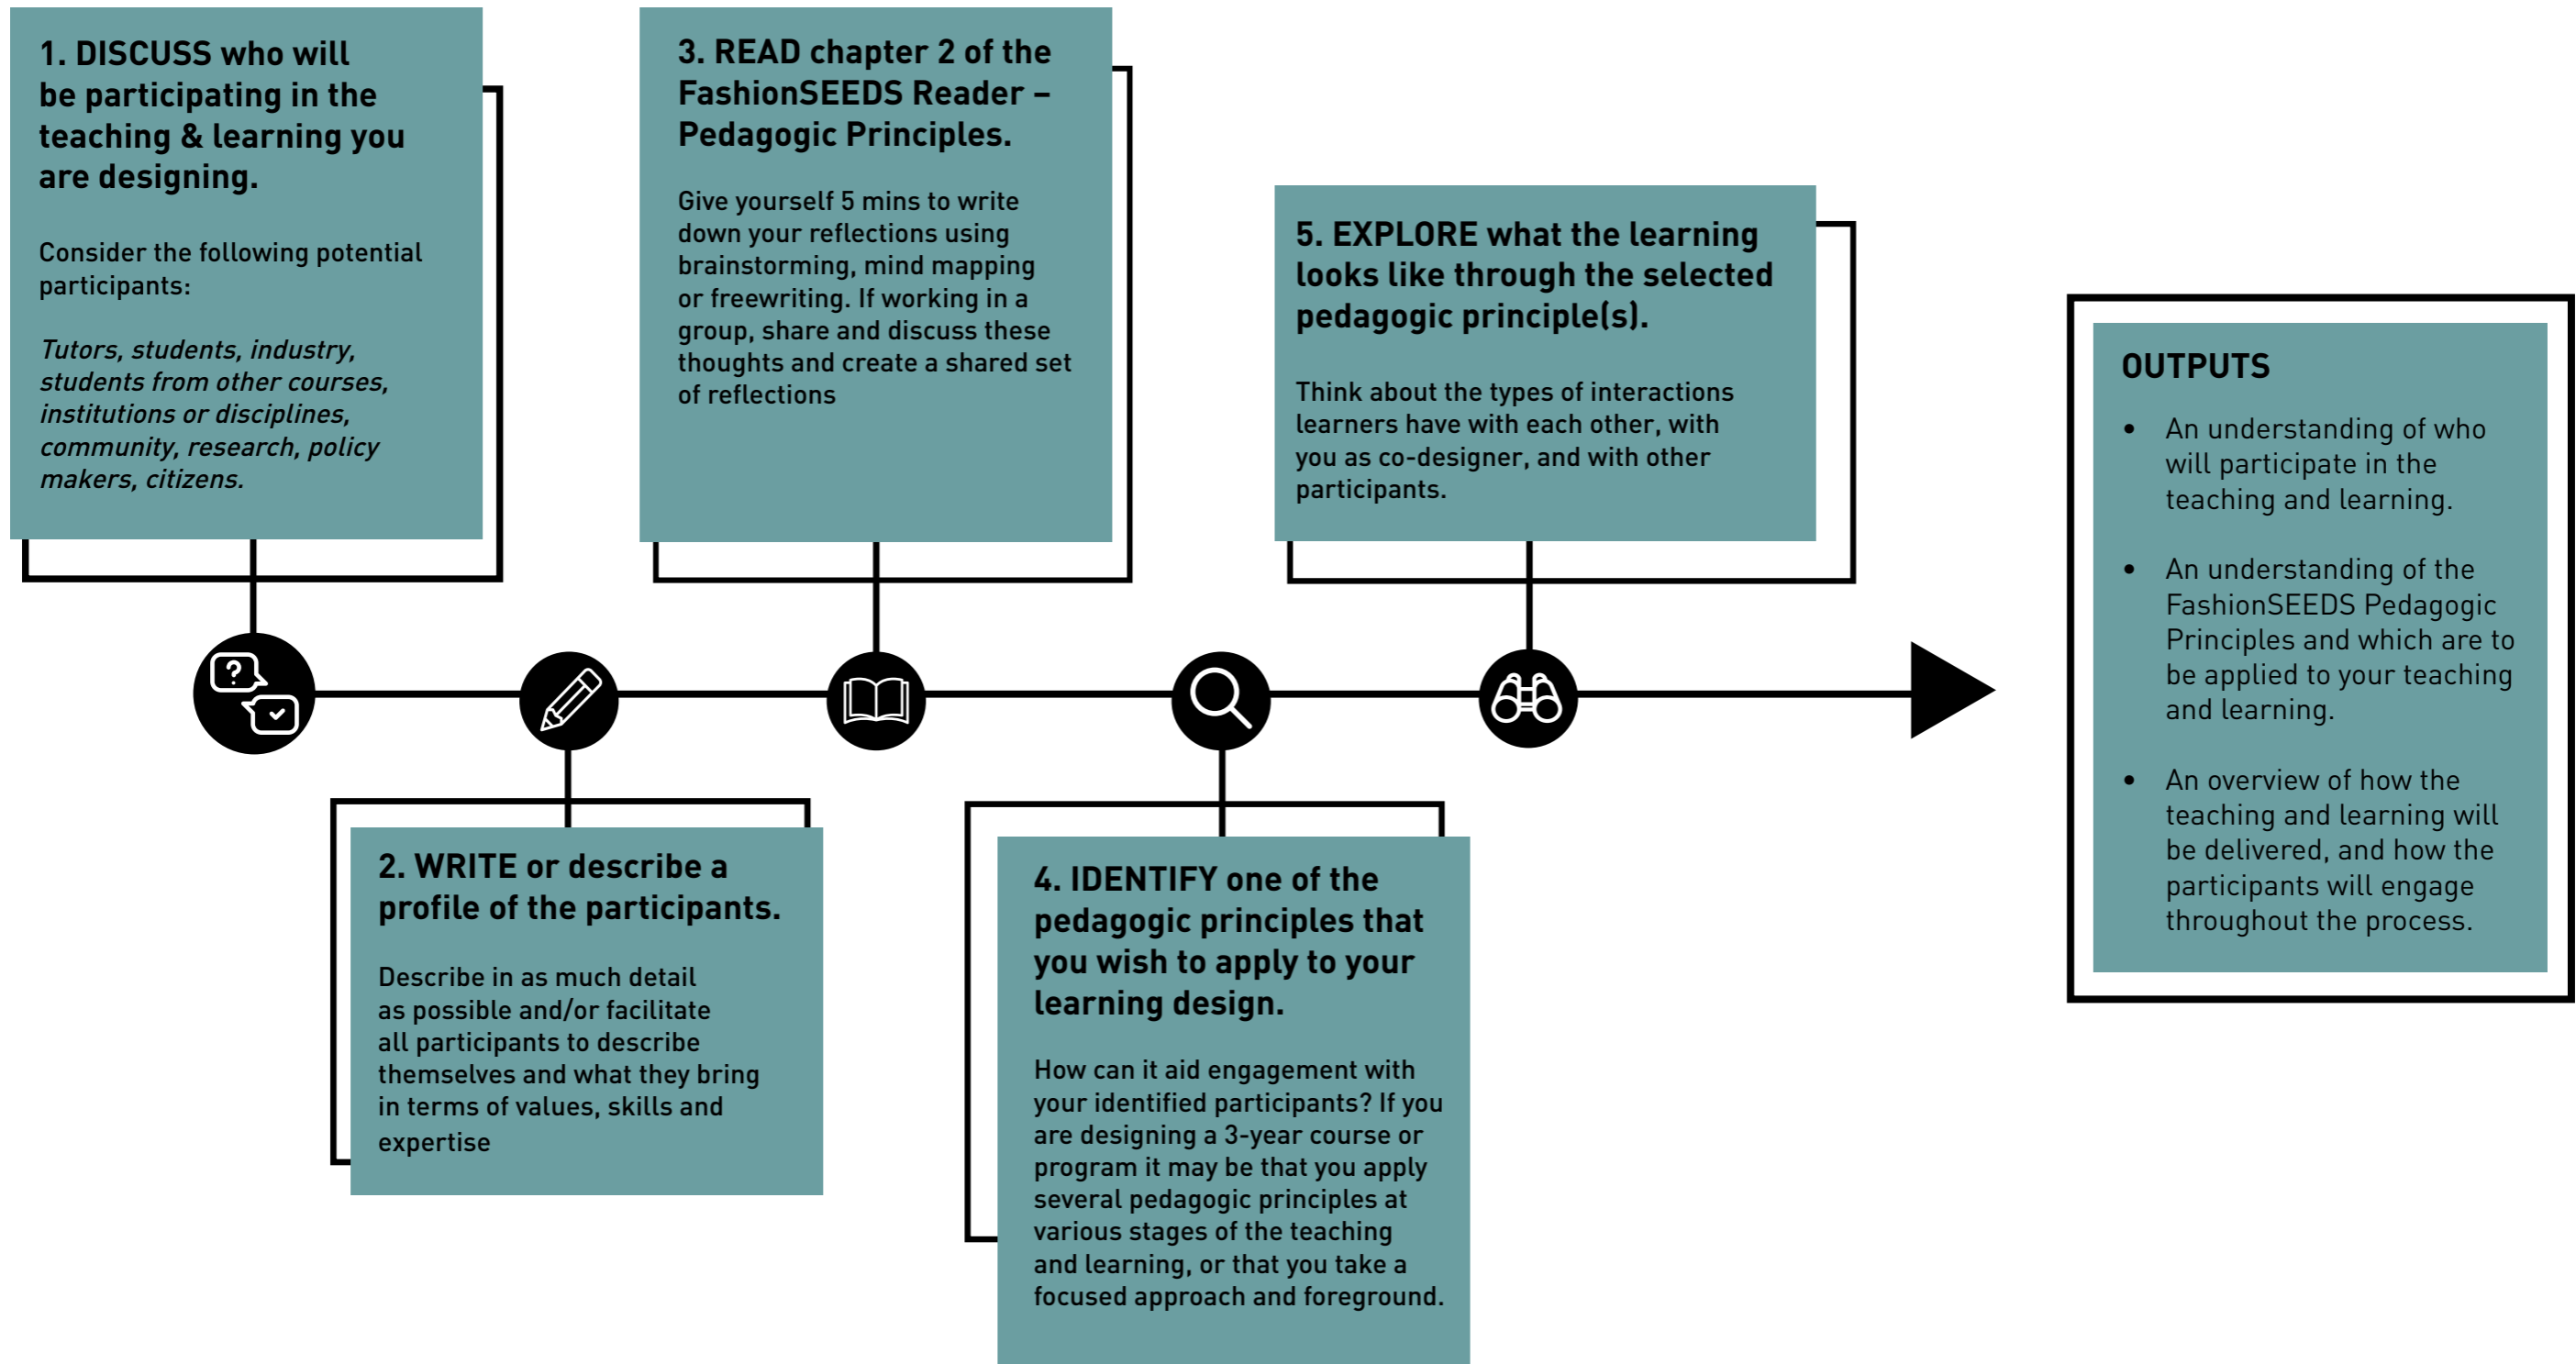 1. DISCUSS who will
be participating in the
teaching & learning you
are designing.
Consider the following potential
participants:
Tutors, students, industry,
students from other courses,
institutions or disciplines,
community, research, policy
makers, citizens.
2. WRITE or describe a
profile of the participants.
Describe in as much detail
as possible and/or facilitate
all participants to describe
themselves and what they bring
in terms of values, skills and
expertise
3. READ chapter 2 of the
FashionSEEDS Reader –
Pedagogic Principles.
Give yourself 5 mins to write
down your reflections using
brainstorming, mind mapping
or freewriting. If working in a
group, share and discuss these
thoughts and create a shared set
of reflections
4. IDENTIFY one of the
pedagogic principles that
you wish to apply to your
learning design.
How can it aid engagement with
your identified participants? If you
are designing a 3-year course or
program it may be that you apply
several pedagogic principles at
various stages of the teaching
and learning, or that you take a
focused approach and foreground.
5. EXPLORE what the learning
looks like through the selected
pedagogic principle(s).
Think about the types of interactions
learners have with each other, with
you as co-designer, and with other
participants.
OUTPUTS
• An understanding of who
will participate in the
teaching and learning.
• An understanding of the
FashionSEEDS Pedagogic
Principles and which are to
be applied to your teaching
and learning.
• An overview of how the
teaching and learning will
be delivered, and how the
participants will engage
throughout the process.